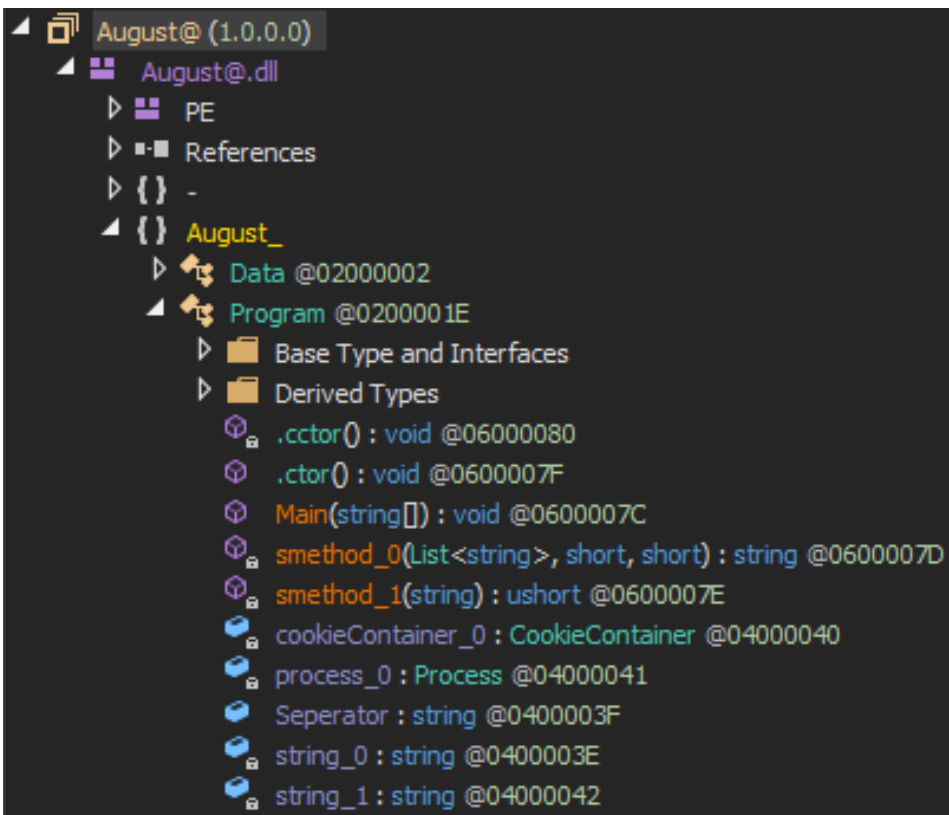 August@ (1.0.0.0)
August@.dll
PE
References
{ } -
{ } August_
Data @02000002
Program @0200001E
Base Type and Interfaces
Derived Types
.cctor() : void @06000080
.ctor() : void @0600007F
Main(string[]) : void @0600007C
smethod_0(List<string>, short, short) : string @0600007D
smethod_1(string) : ushort @0600007E
cookieContainer_0 : CookieContainer @04000040
process_0 : Process @04000041
Seperator : string @0400003F
string_0 : string @0400003E
string_1 : string @04000042